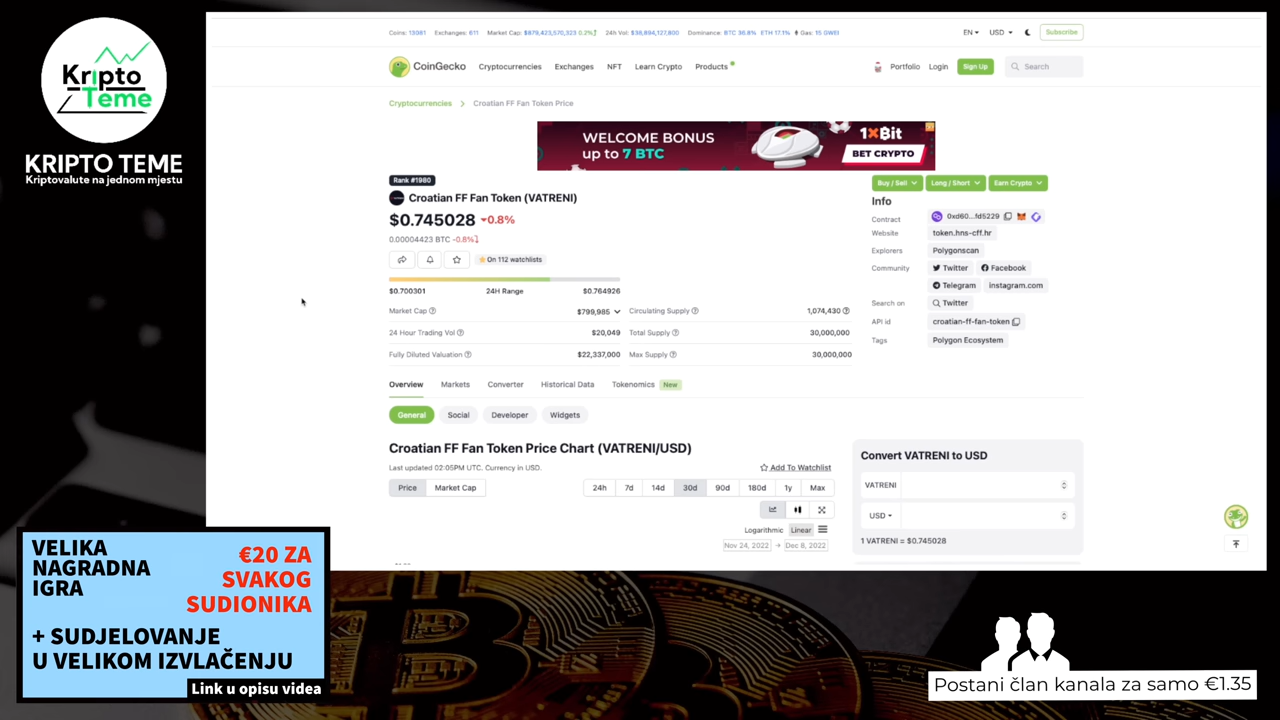 Kripto
Teme
KRIPTO TEME
Kriptovalute na jednom mjestu
Coins: 13061 Exchanges: 611 Market Cap: $879,423,570,323 0.2% 24h Vol: $38,894,127,800 Dominance: BTC 36.8% ETH 17.1% Gas: 15 GWEI
EN USD Subscribe
CoinGecko Cryptocurrencies Exchanges NFT Learn Crypto Products Portfolio Login Sign Up Search
Cryptocurrencies > Croatian FF Fan Token Price
WELCOME BONUS
up to 7 BTC
1XBit
BET CRYPTO
Rank #1980
Croatian FF Fan Token (VATRENI)
$0.745028 0.8%
0.00004423 BTC -0.8%
On 112 watchlists
$0.700301 24H Range $0.764926
Market Cap $799,985 Circulating Supply 1,074,430
24 Hour Trading Vol $20,049 Total Supply 30,000,000
Fully Diluted Valuation $22,337,000 Max Supply 30,000,000
Buy / Sell Long / Short Earn Crypto
Info
Contract 0xd60...fd5229
Website token.hns-cff.hr
Explorers Polygonscan
Community Twitter Facebook
Telegram instagram.com
Search on Twitter
API id croatian-ff-fan-token
Tags Polygon Ecosystem
Overview Markets Converter Historical Data Tokenomics New
General Social Developer Widgets
Croatian FF Fan Token Price Chart (VATRENI/USD)
Last updated 02:05PM UTC. Currency in USD.
Add To Watchlist
Price Market Cap 24h 7d 14d 30d 90d 180d 1y Max
Logarithmic Linear
Nov 24, 2022 → Dec 8, 2022
Convert VATRENI to USD
VATRENI
USD
1 VATRENI = $0.745028
VELIKA
NAGRADNA
IGRA
€20 ZA
SVAKOG
SUDIONIKA
+ SUDJELOVANJE
U VELIKOM IZVLAČENJU
Link u opisu videa
Postani član kanala za samo €1.35